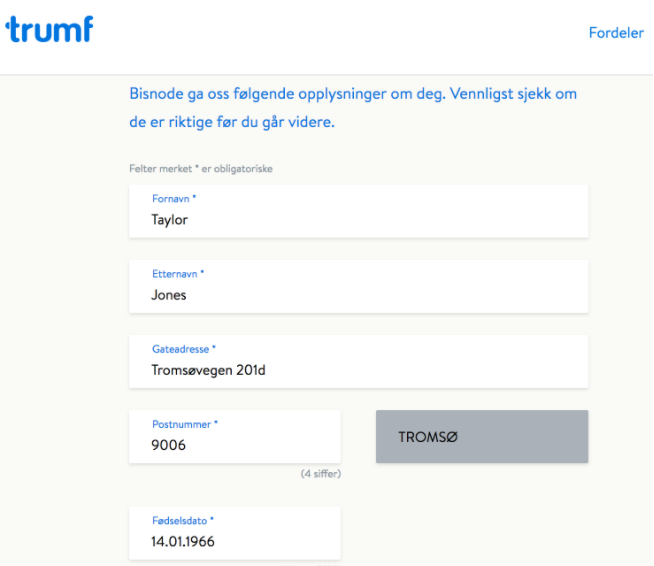 trumf
Fordeler
Bisnode ga oss følgende opplysninger om deg. Vennligst sjekk om
de er riktige før du går videre.
Felter merket * er obligatoriske
Fornavn *
Taylor
Etternavn *
Jones
Gateadresse *
Tromsøvegen 201d
Postnummer *
9006
TROMSØ
(4 siffer)
Fødselsdato *
14.01.1966